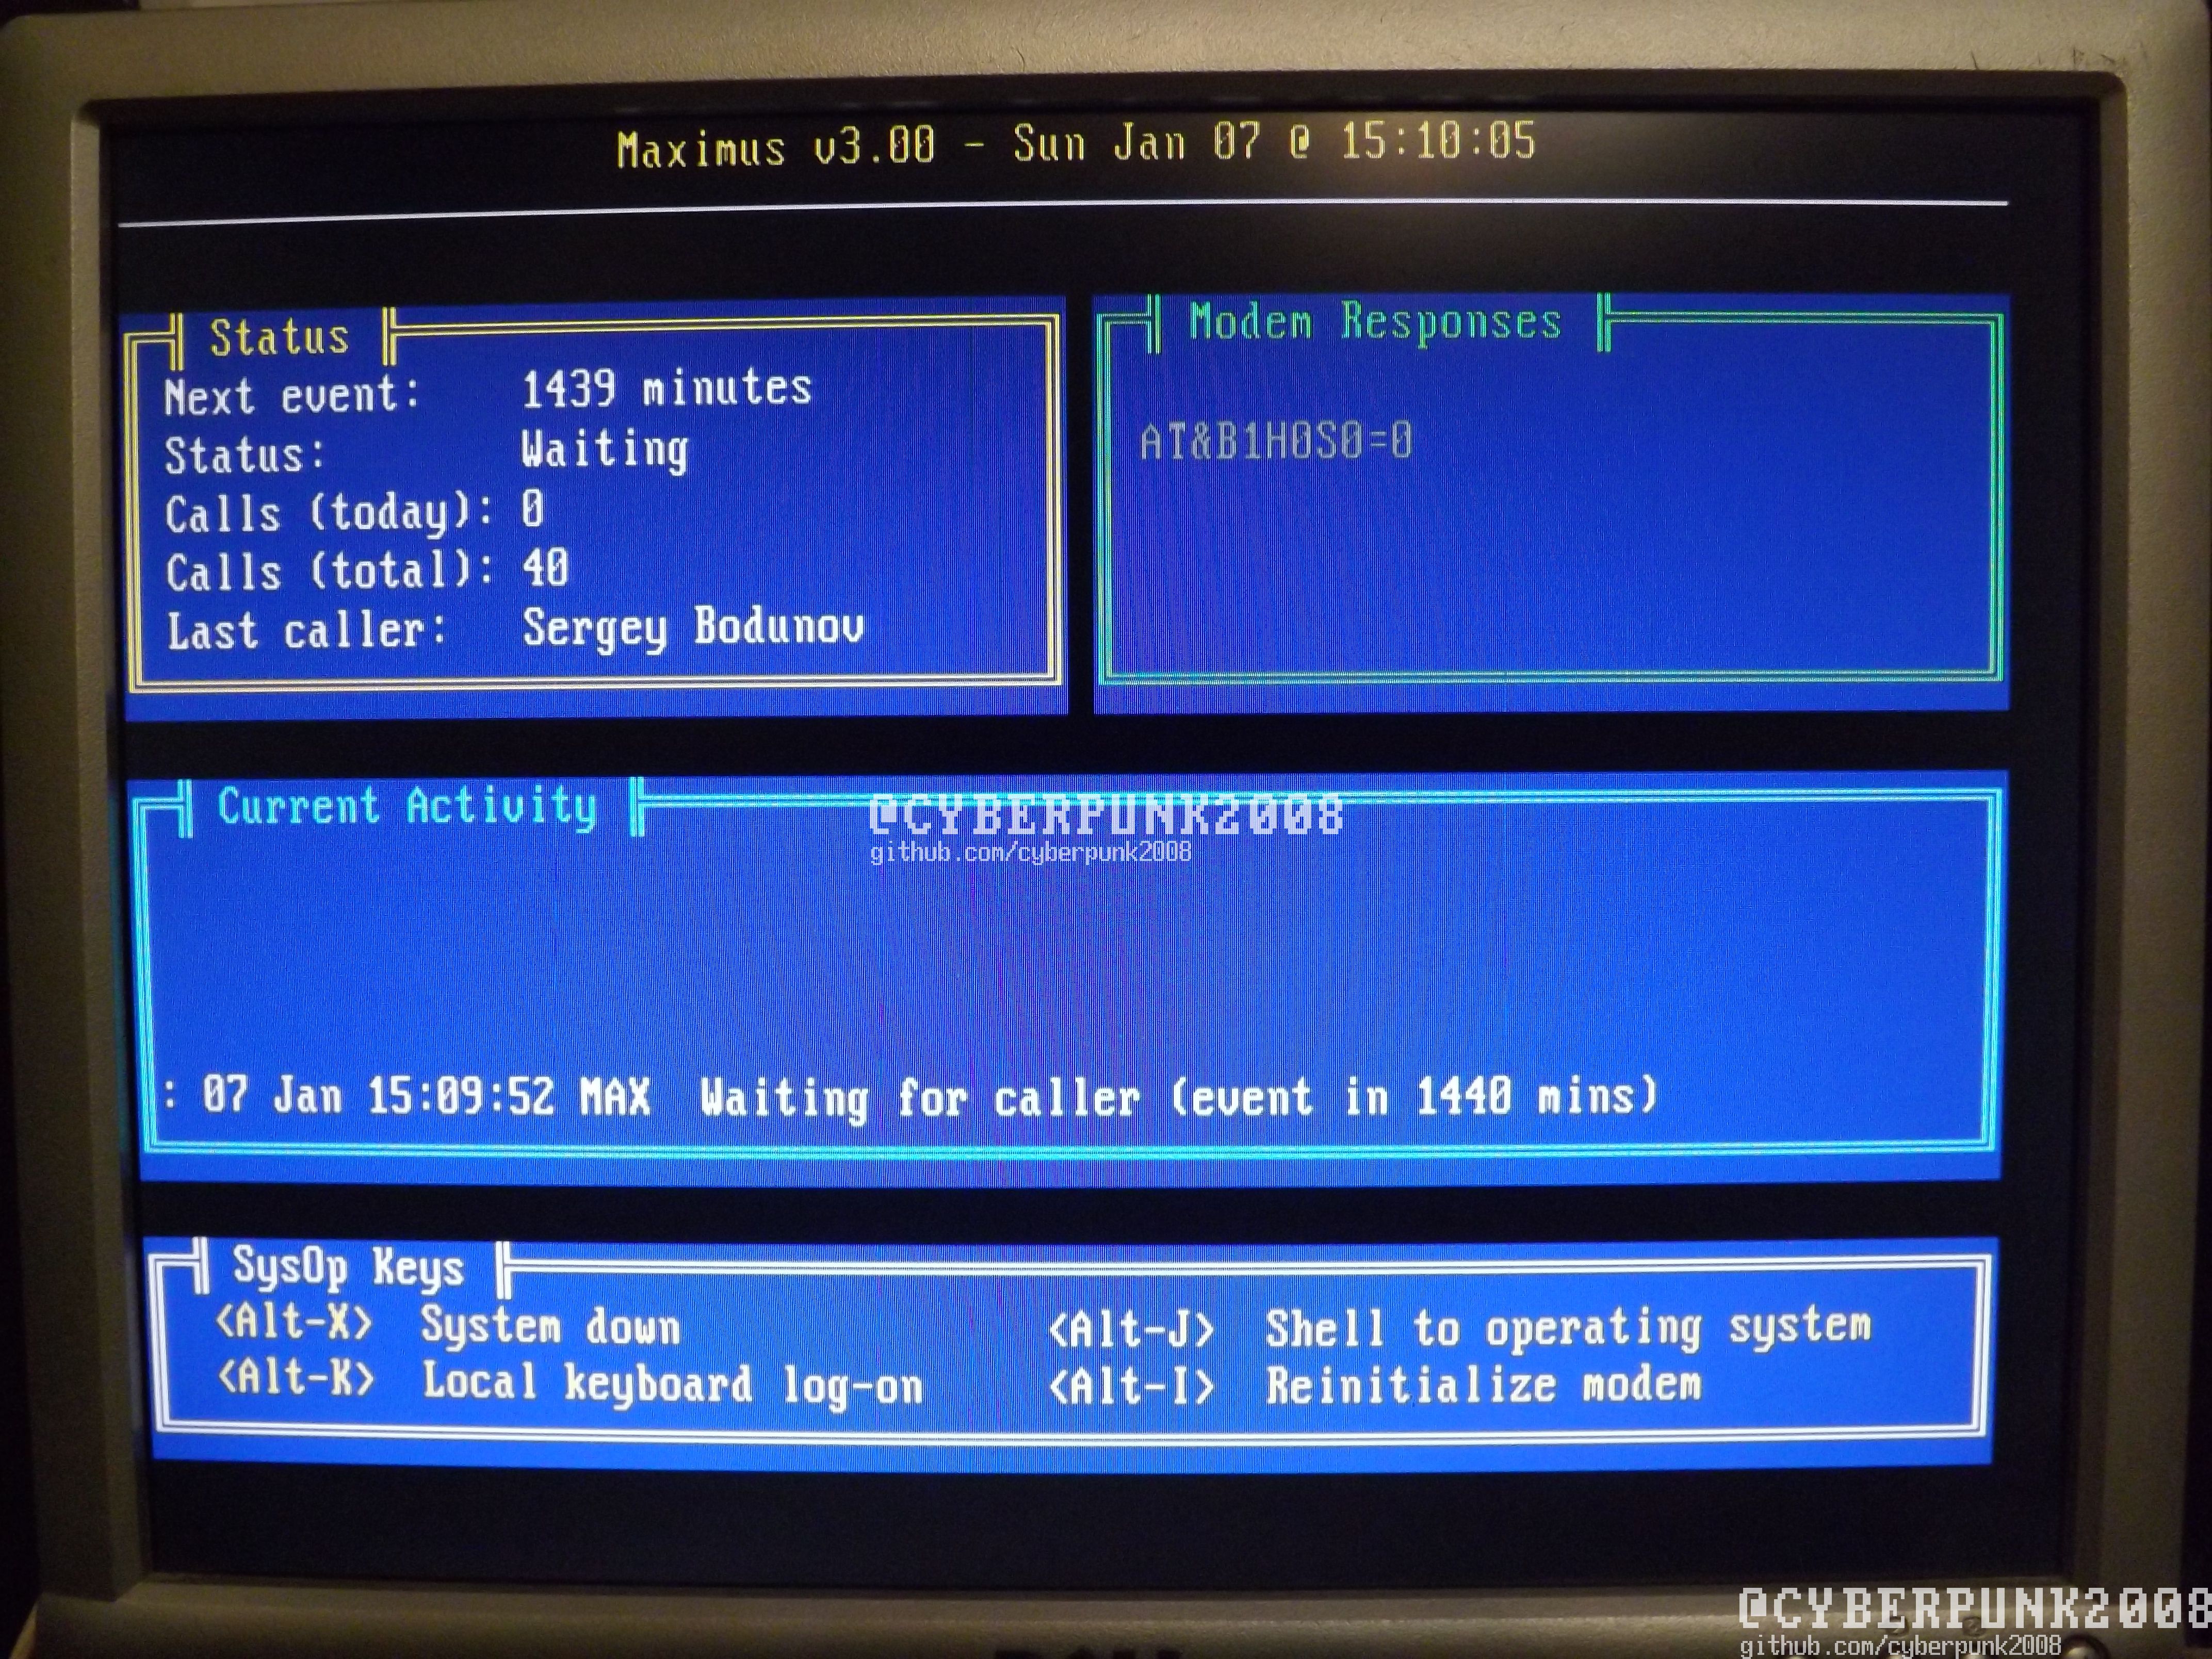 Maximus v3.00 - Sun Jan 07 @ 15:10:05
Status
Next event: 1439 minutes
Status: Waiting
Calls (today): 0
Calls (total): 40
Last caller: Sergey Bodunov
Modem Responses
AT&B1H0S0=0
Current Activity
@CYBERPUNK2008
github.com/cyberpunk2008
: 07 Jan 15:09:52 MAX Waiting for caller (event in 1440 mins)
SysOp Keys
<Alt-X> System down <Alt-J> Shell to operating system
<Alt-K> Local keyboard log-on <Alt-I> Reinitialize modem
@CYBERPUNK2008
github.com/cyberpunk2008